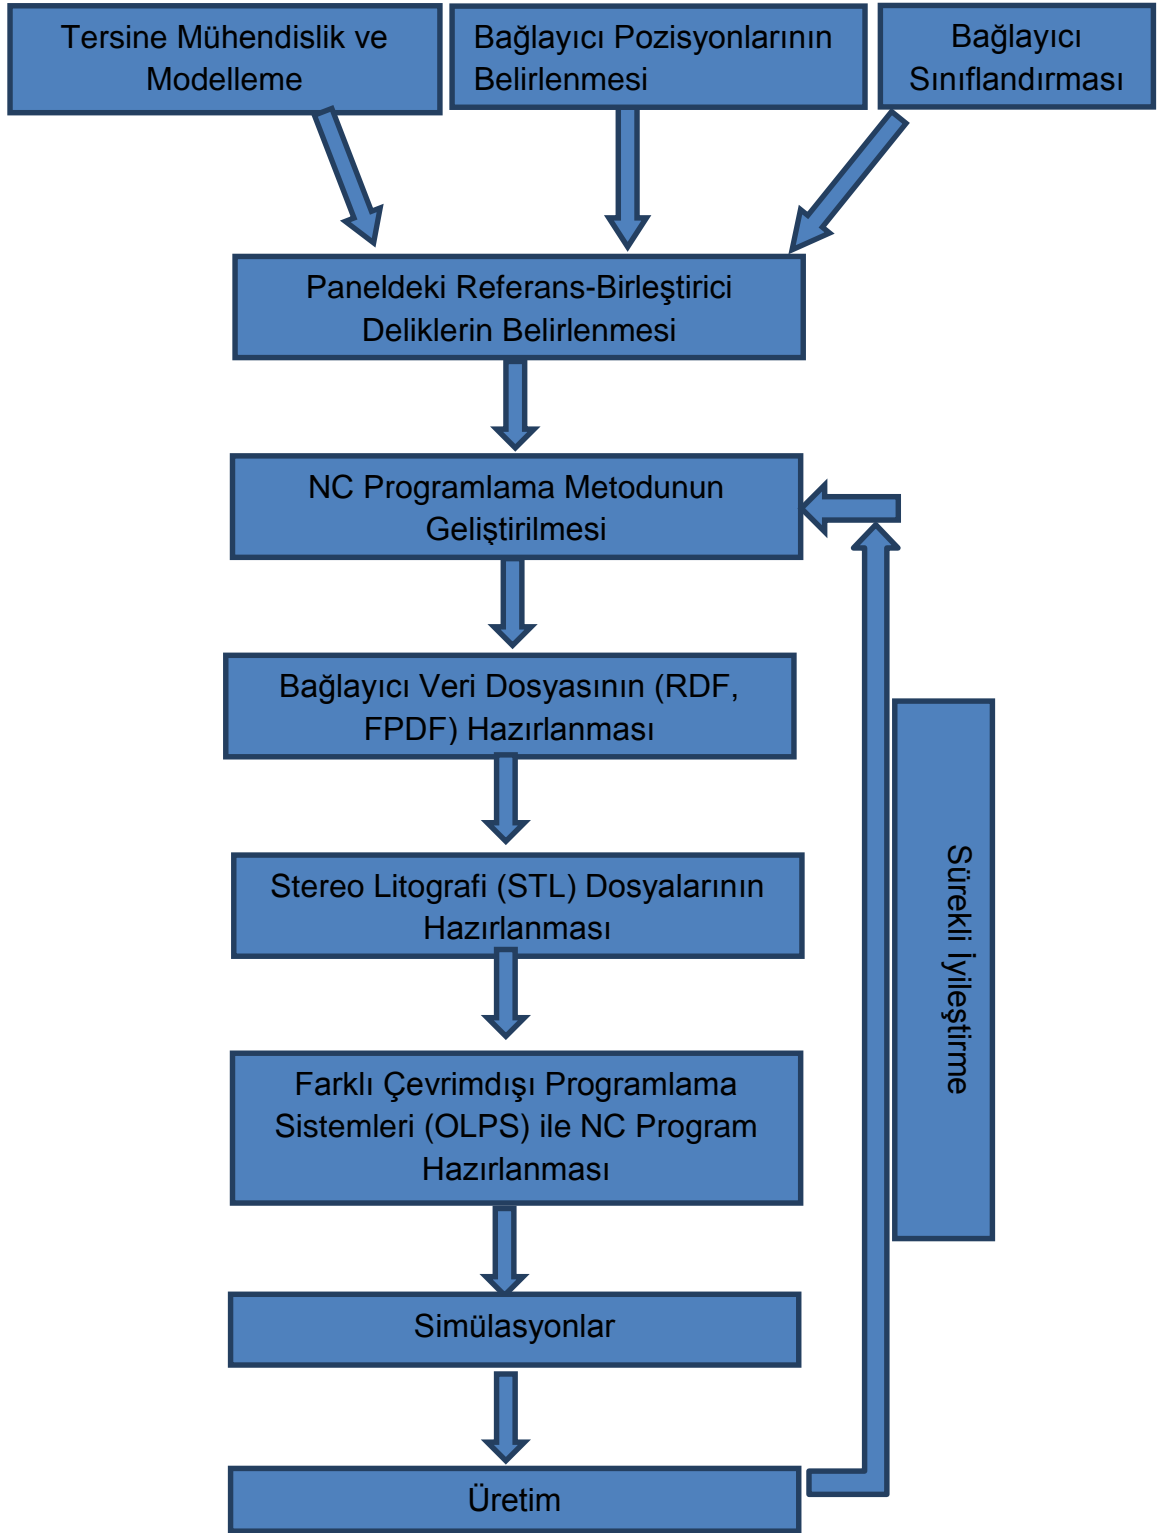 Tersine Mühendislik ve
Modelleme
Bağlayıcı Pozisyonlarının
Belirlenmesi
Bağlayıcı
Sınıflandırması
Paneldeki Referans-Birleştirici
Deliklerin Belirlenmesi
NC Programlama Metodunun
Geliştirilmesi
Bağlayıcı Veri Dosyasının (RDF,
FPDF) Hazırlanması
Stereo Litografi (STL) Dosyalarının
Hazırlanması
Farklı Çevrimdışı Programlama
Sistemleri (OLPS) ile NC Program
Hazırlanması
Simülasyonlar
Üretim
Sürekli İyileştirme